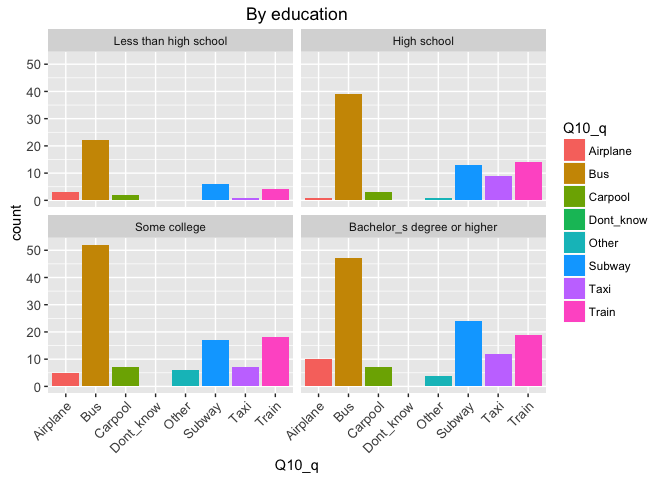 By education
Less than high school
High school
50
40
30
20
10
0
Some college
Bachelor_s degree or higher
50
40
30
20
10
0
count
Airplane
Bus
Carpool
Dont_know
Other
Subway
Taxi
Train
Airplane
Bus
Carpool
Dont_know
Other
Subway
Taxi
Train
Q10_q
Q10_q
Airplane
Bus
Carpool
Dont_know
Other
Subway
Taxi
Train